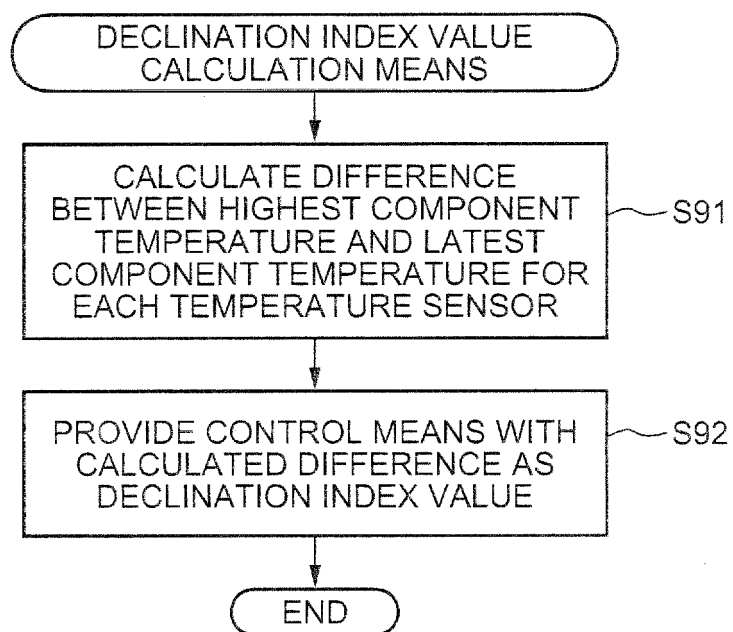 DECLINATION INDEX VALUE
CALCULATION MEANS
CALCULATE DIFFERENCE
BETWEEN HIGHEST COMPONENT
TEMPERATURE AND LATEST
COMPONENT TEMPERATURE FOR
EACH TEMPERATURE SENSOR
S91
PROVIDE CONTROL MEANS WITH
CALCULATED DIFFERENCE AS
DECLINATION INDEX VALUE
S92
END